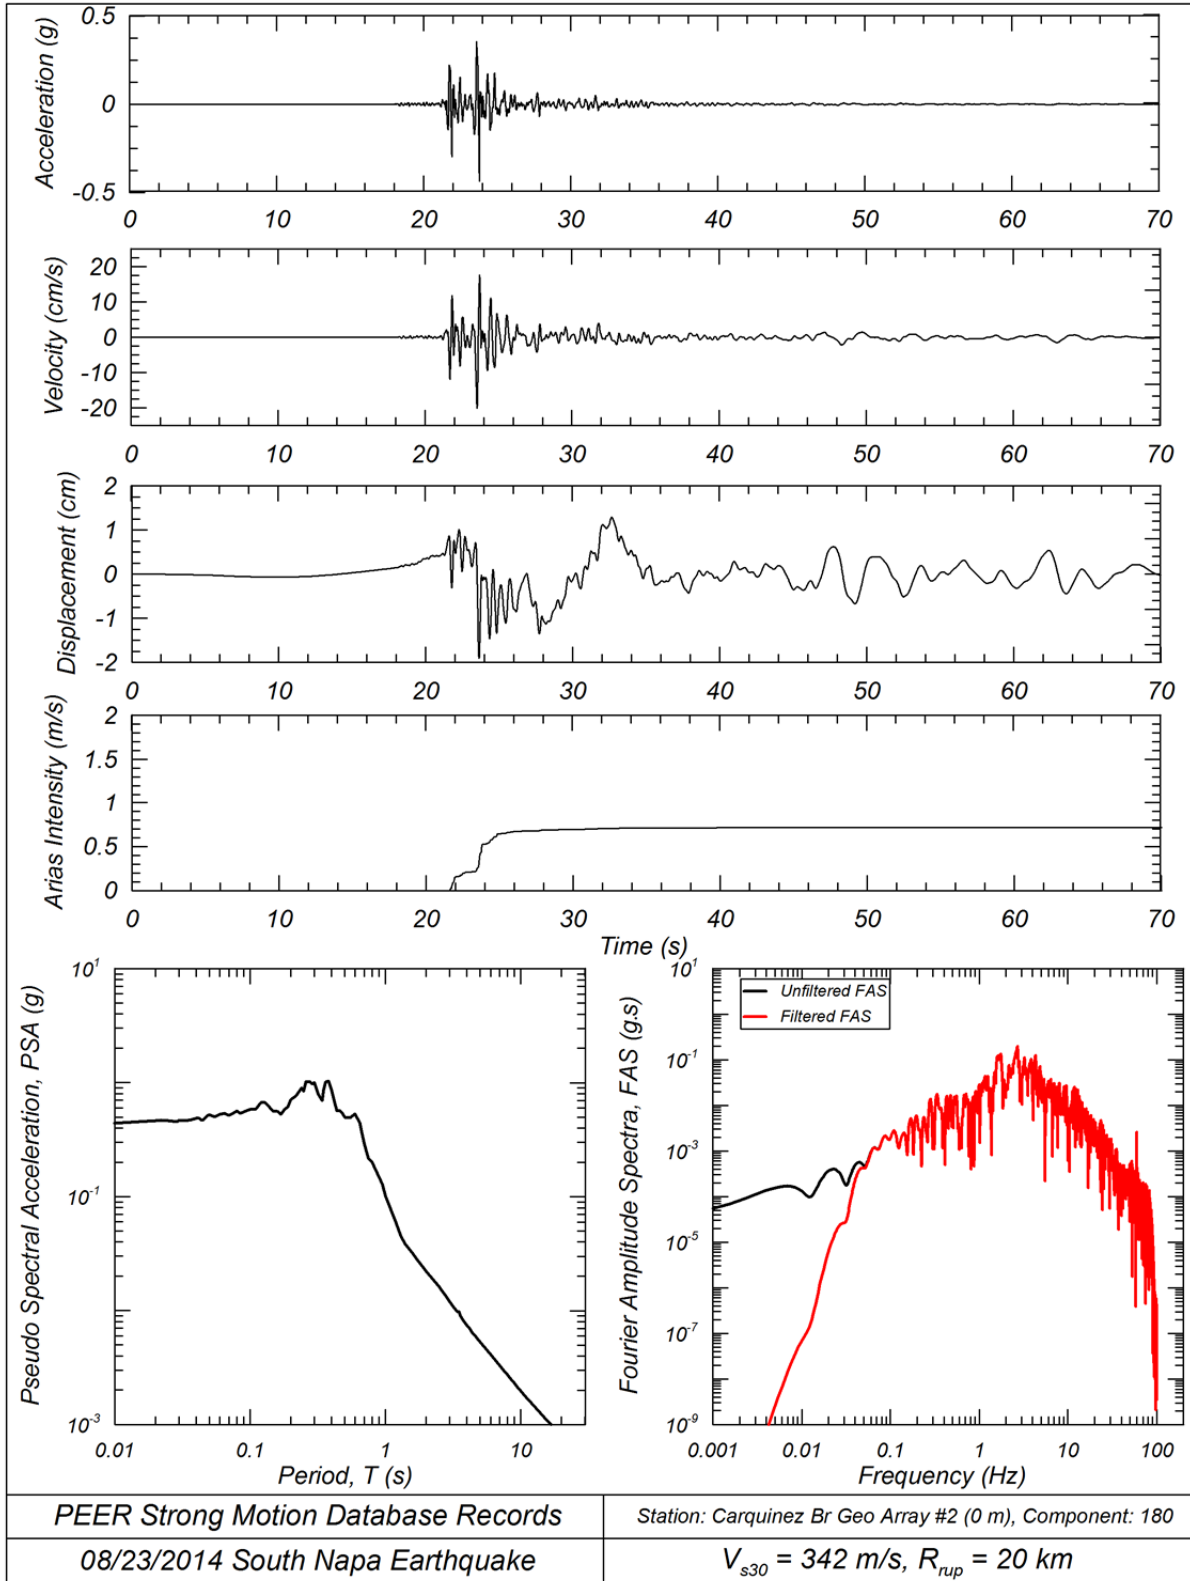 Acceleration (g)
0.5
0
-0.5
0 10 20 30 40 50 60 70
Velocity (cm/s)
20
10
0
-10
-20
0 10 20 30 40 50 60 70
Displacement (cm)
2
1
0
-1
-2
0 10 20 30 40 50 60 70
Arias Intensity (m/s)
2
1.5
1
0.5
0
0 10 20 30 40 50 60 70
Time (s)
Pseudo Spectral Acceleration, PSA (g)
10¹
10⁻¹
10⁻³
0.01 0.1 1 10
Period, T (s)
Fourier Amplitude Spectra, FAS (g.s)
10¹
10⁻¹
10⁻³
10⁻⁵
10⁻⁷
10⁻⁹
Unfiltered FAS
Filtered FAS
0.001 0.01 0.1 1 10 100
Frequency (Hz)
PEER Strong Motion Database Records
Station: Carquinez Br Geo Array #2 (0 m), Component: 180
08/23/2014 South Napa Earthquake
V_s30 = 342 m/s, R_rup = 20 km